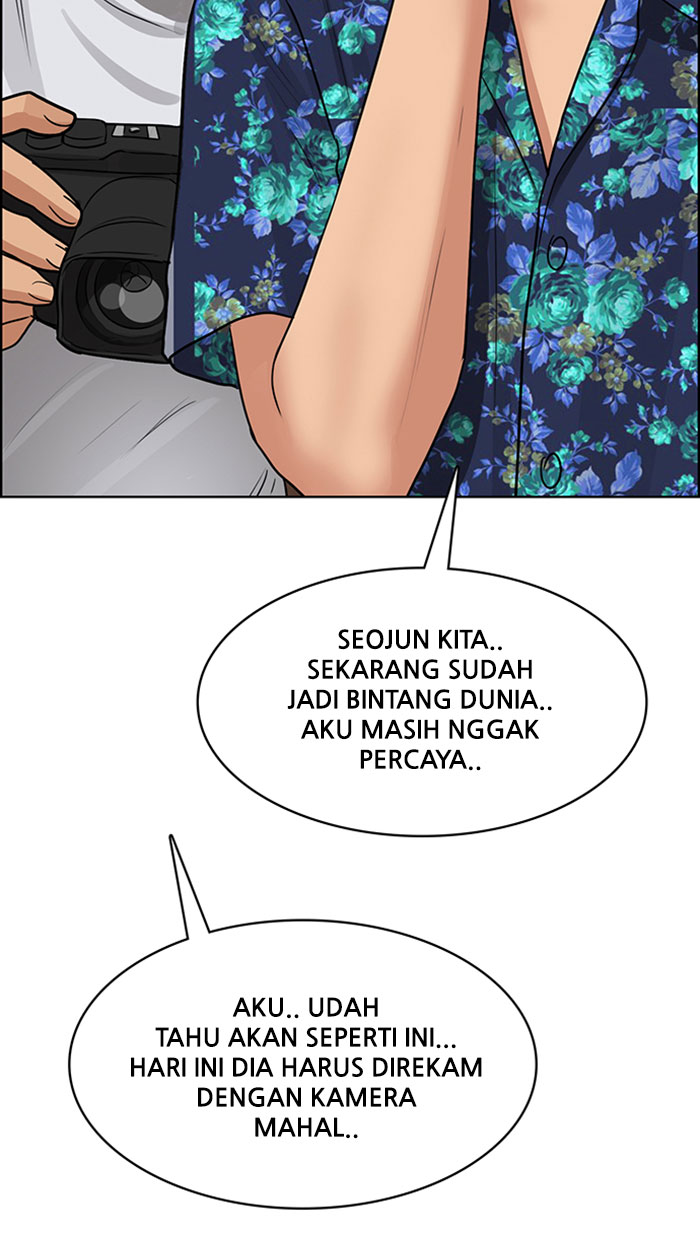 SEOJUN KITA..
SEKARANG SUDAH
JADI BINTANG DUNIA..
AKU MASIH NGGAK
PERCAYA..
AKU.. UDAH
TAHU AKAN SEPERTI INI...
HARI INI DIA HARUS DIREKAM
DENGAN KAMERA
MAHAL..